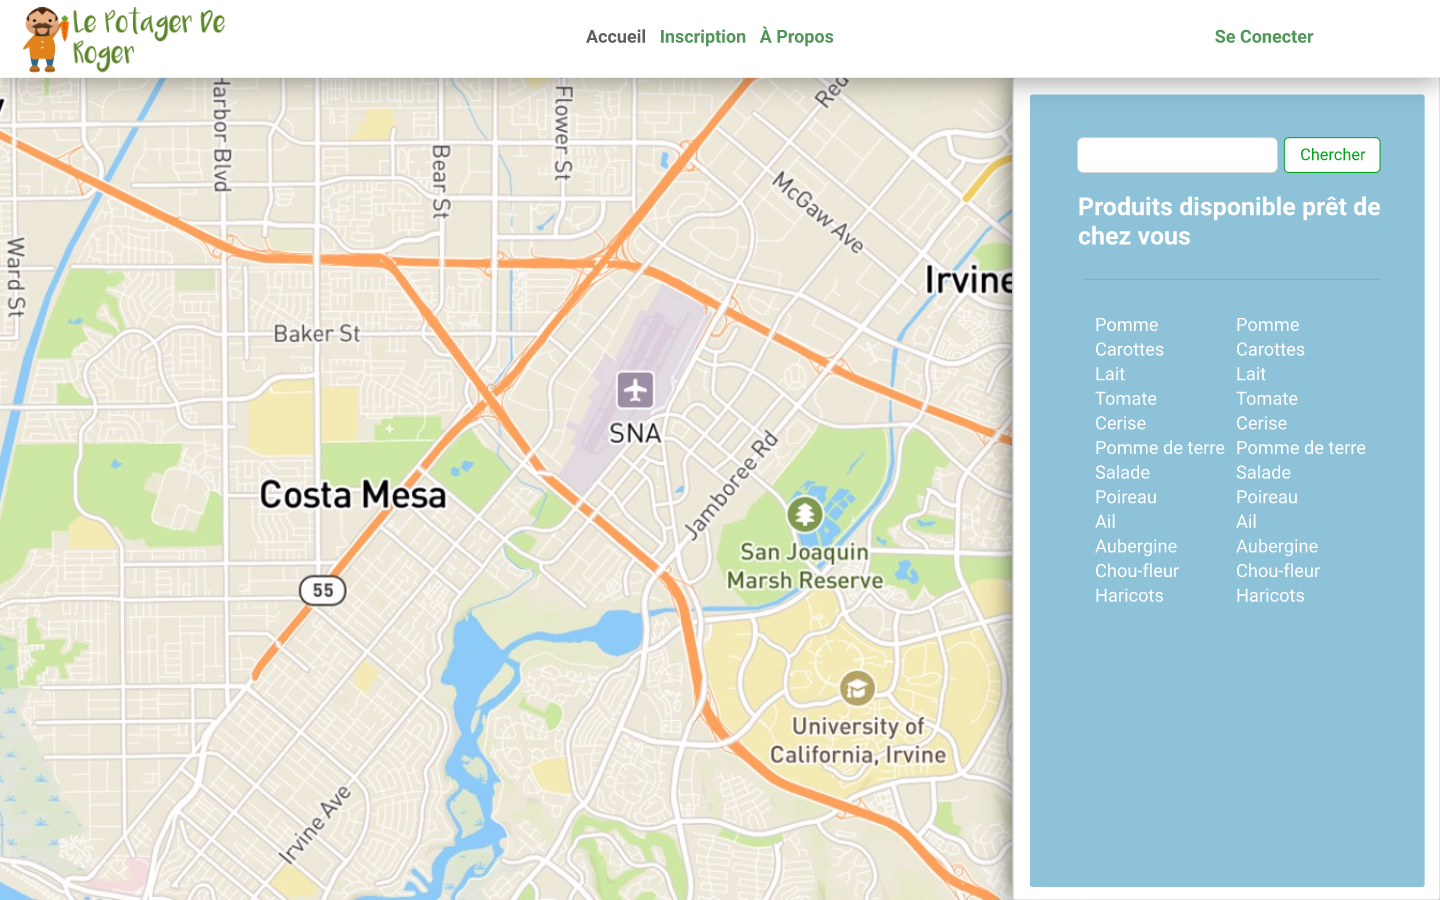 Le Potager De
Roger
Accueil
Inscription
À Propos
Se Conecter
Harbor Blvd
Flower St
Bear St
McGaw Ave
Ward St
Irvine
Baker St
SNA
Jamboree Rd
Costa Mesa
San Joaquin
Marsh Reserve
55
University of
California, Irvine
Irvine Ave
Chercher
Produits disponible prêt de
chez vous
Pomme Pomme
Carottes Carottes
Lait Lait
Tomate Tomate
Cerise Cerise
Pomme de terre Pomme de terre
Salade Salade
Poireau Poireau
Ail Ail
Aubergine Aubergine
Chou-fleur Chou-fleur
Haricots Haricots